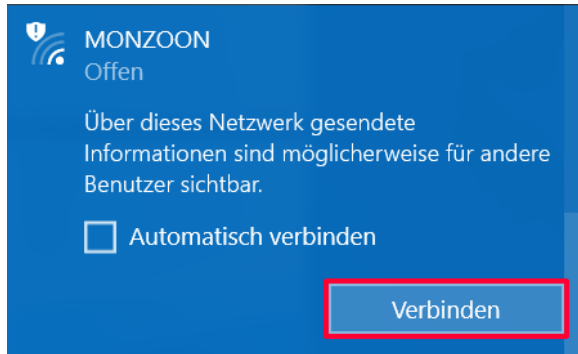 MONZOON
Offen
Über dieses Netzwerk gesendete
Informationen sind möglicherweise für andere
Benutzer sichtbar.
Automatisch verbinden
Verbinden